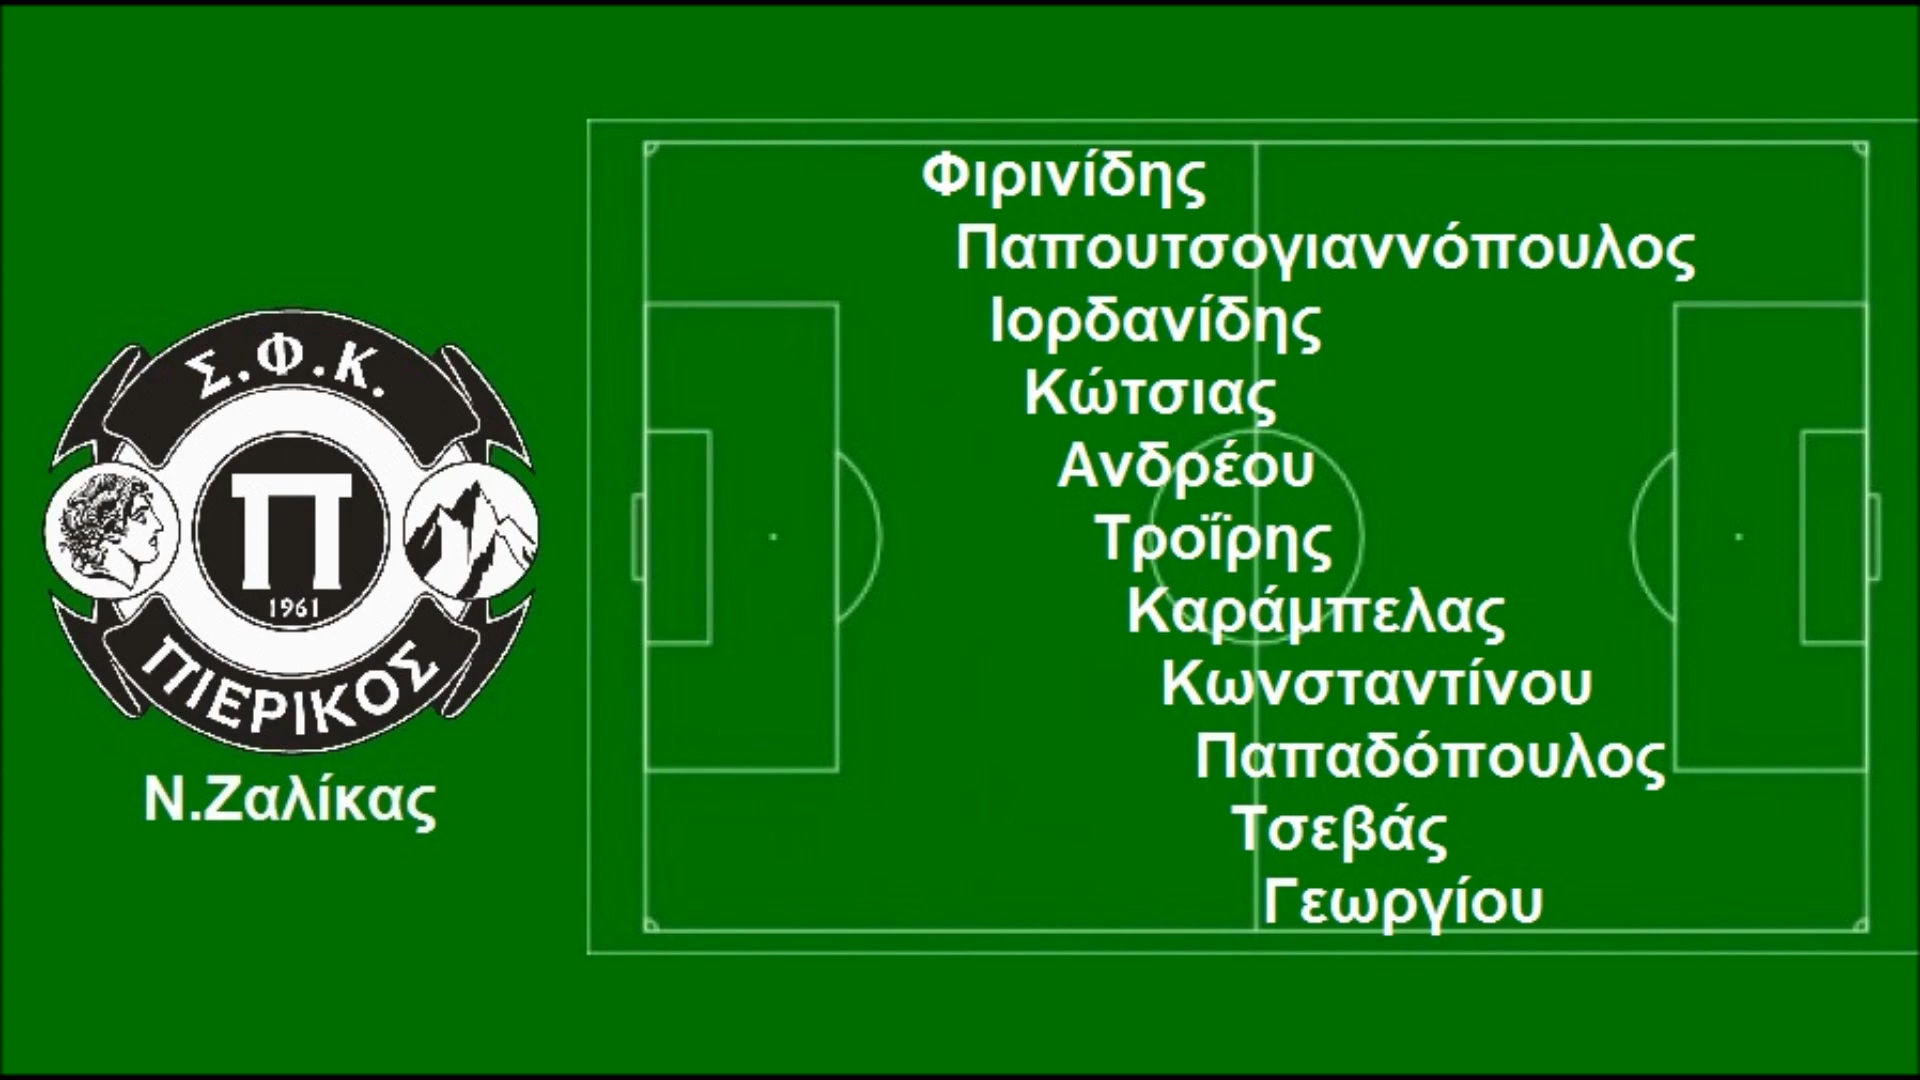 Σ.Φ.Κ.
Π
1961
ΠΙΕΡΙΚΟΣ
Ν.Ζαλίκας
Φιρινίδης
Παπουτσογιαννόπουλος
Ιορδανίδης
Κώτσιας
Ανδρέου
Τροΐρης
Καράμπελας
Κωνσταντίνου
Παπαδόπουλος
Τσεβάς
Γεωργίου